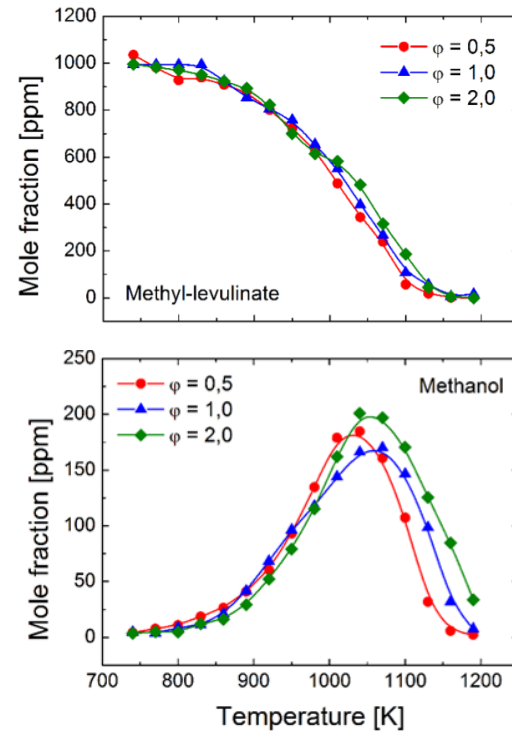 1200
1000
800
600
400
200
0
Mole fraction [ppm]
φ = 0,5
φ = 1,0
φ = 2,0
Methyl-levulinate
250
200
150
100
50
0
Mole fraction [ppm]
φ = 0,5
φ = 1,0
φ = 2,0
Methanol
700 800 900 1000 1100 1200
Temperature [K]